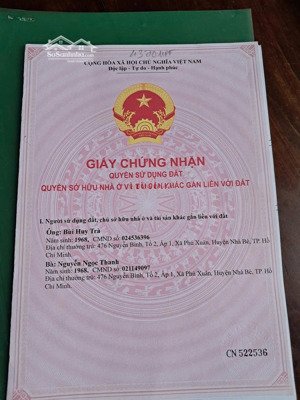 SoSanhnha.com
CỘNG HÒA XÃ HỘI CHỦ NGHĨA VIỆT NAM
Độc lập - Tự do - Hạnh phúc
GIẤY CHỨNG NHẬN
QUYỀN SỬ DỤNG ĐẤT
QUYỀN SỞ HỮU NHÀ Ở VÀ TÀI SẢN KHÁC GẮN LIỀN VỚI ĐẤT
I. Người sử dụng đất, chủ sở hữu nhà ở và tài sản khác gắn liền với đất
Ông: Bùi Huy Trà
Năm sinh: 1968, CMND số: 024536396
Địa chỉ thường trú: 476 Nguyễn Bình, Tổ 2, Ấp 1, Xã Phú Xuân, Huyện Nhà Bè, TP. Hồ
Chí Minh.
Bà: Nguyễn Ngọc Thanh
Năm sinh: 1968, CMND số: 021149097
Địa chỉ thường trú: 476 Nguyễn Bình, Tổ 2, Ấp 1, Xã Phú Xuân, Huyện Nhà Bè, TP. Hồ
Chí Minh.
CN 522536